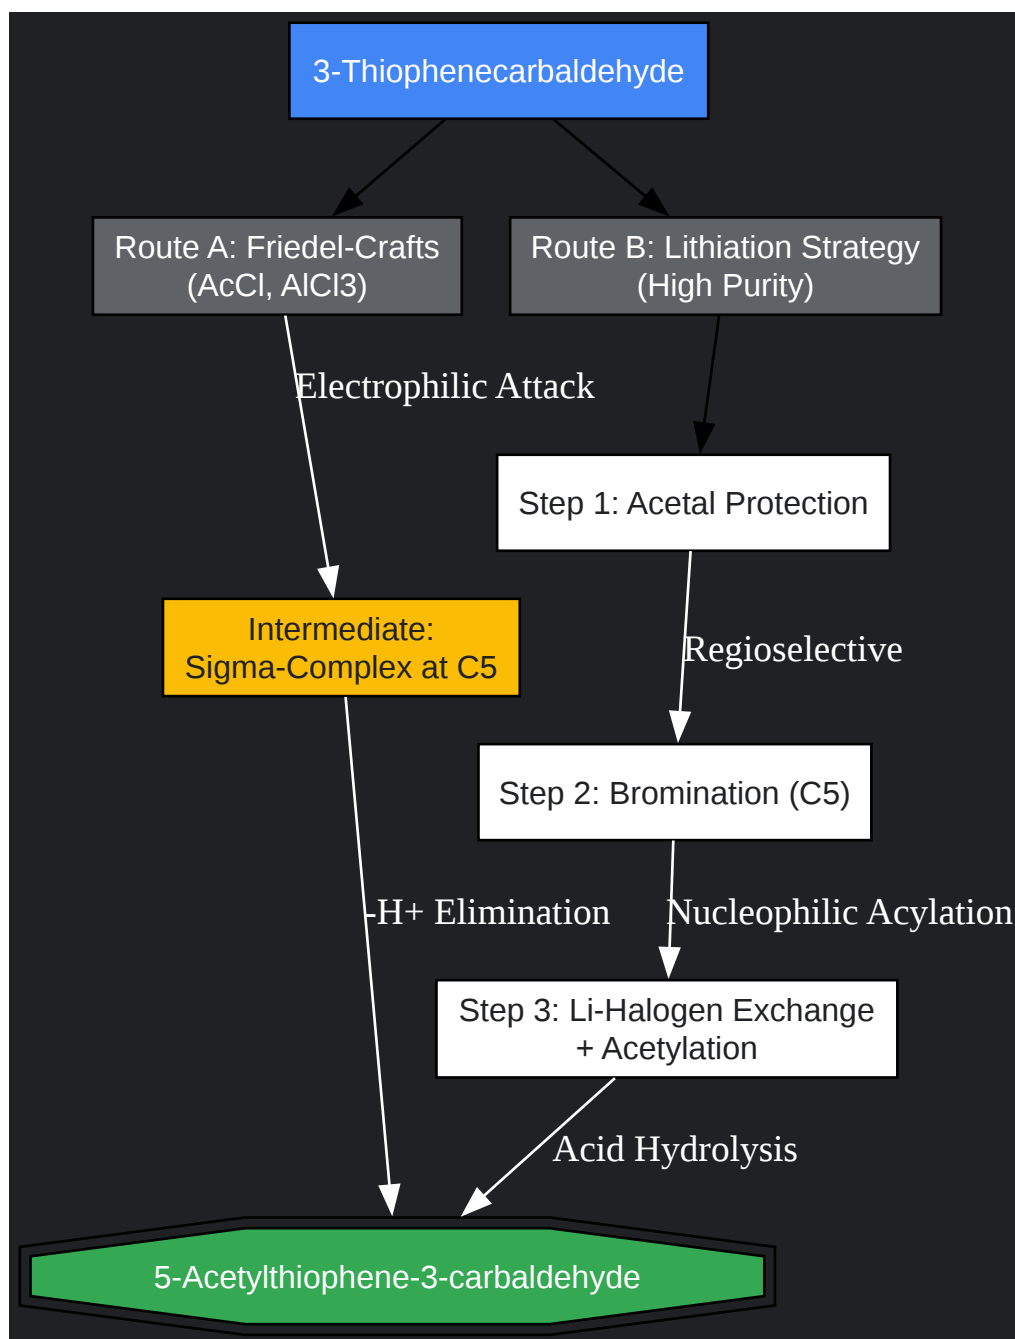 3-Thiophenecarbaldehyde
Route A: Friedel-Crafts
(AcCl, AlCl3)
Route B: Lithiation Strategy
(High Purity)
Electrophilic Attack
Step 1: Acetal Protection
Intermediate:
Sigma-Complex at C5
Regioselective
Step 2: Bromination (C5)
-H+ Elimination
Nucleophilic Acylation
Step 3: Li-Halogen Exchange
+ Acetylation
Acid Hydrolysis
5-Acetylthiophene-3-carbaldehyde